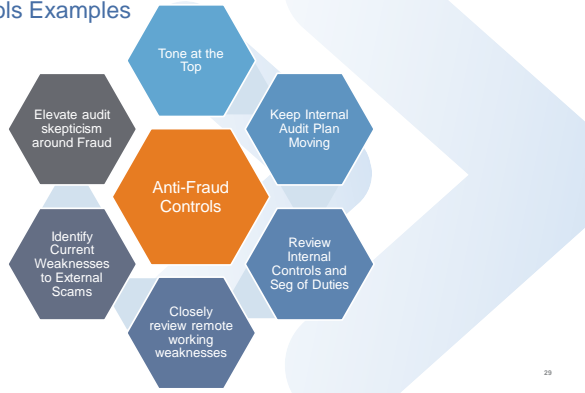 ols Examples
Tone at the
Top
Keep Internal
Audit Plan
Moving
Review
Internal
Controls and
Seg of Duties
Closely
review remote
working
weaknesses
Identify
Current
Weaknesses
to External
Scams
Elevate audit
skepticism
around Fraud
Anti-Fraud
Controls
29